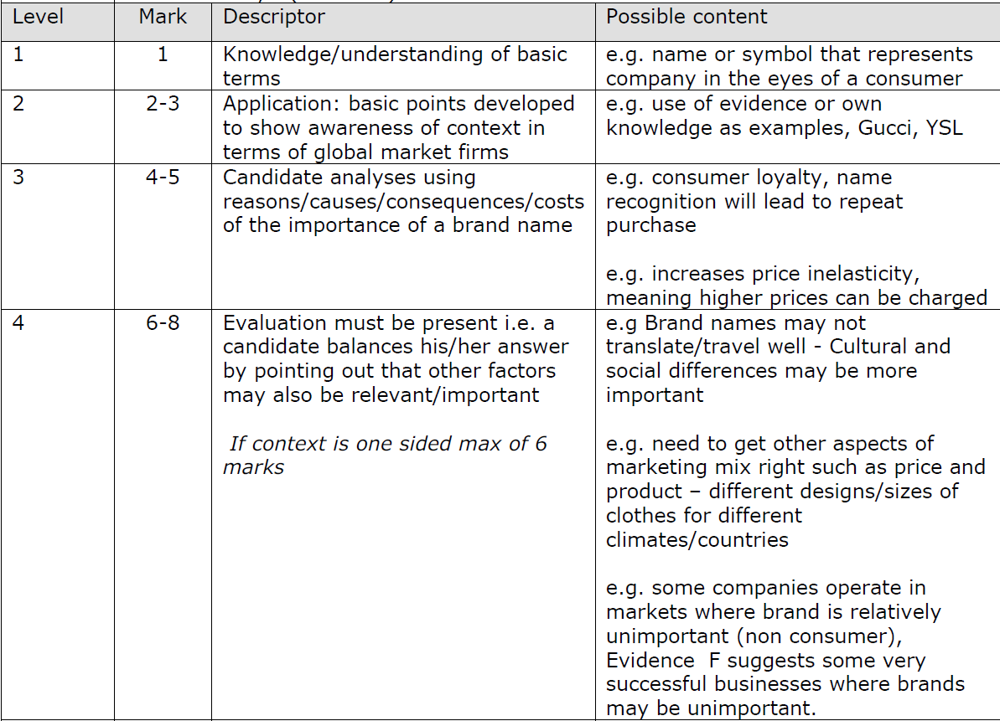 Level Mark Descriptor Possible content
1 1 Knowledge/understanding of basic terms e.g. name or symbol that represents company in the eyes of a consumer
2 2-3 Application: basic points developed to show awareness of context in terms of global market firms e.g. use of evidence or own knowledge as examples, Gucci, YSL
3 4-5 Candidate analyses using
reasons/causes/consequences/costs
of the importance of a brand name
e.g. consumer loyalty, name
recognition will lead to repeat
purchase
e.g. increases price inelasticity,
meaning higher prices can be charged
4 6-8 Evaluation must be present i.e. a
candidate balances his/her answer
by pointing out that other factors
may also be relevant/important
If context is one sided max of 6
marks
e.g Brand names may not
translate/travel well - Cultural and
social differences may be more
important
e.g. need to get other aspects of
marketing mix right such as price and
product – different designs/sizes of
clothes for different
climates/countries
e.g. some companies operate in
markets where brand is relatively
unimportant (non consumer),
Evidence F suggests some very
successful businesses where brands
may be unimportant.